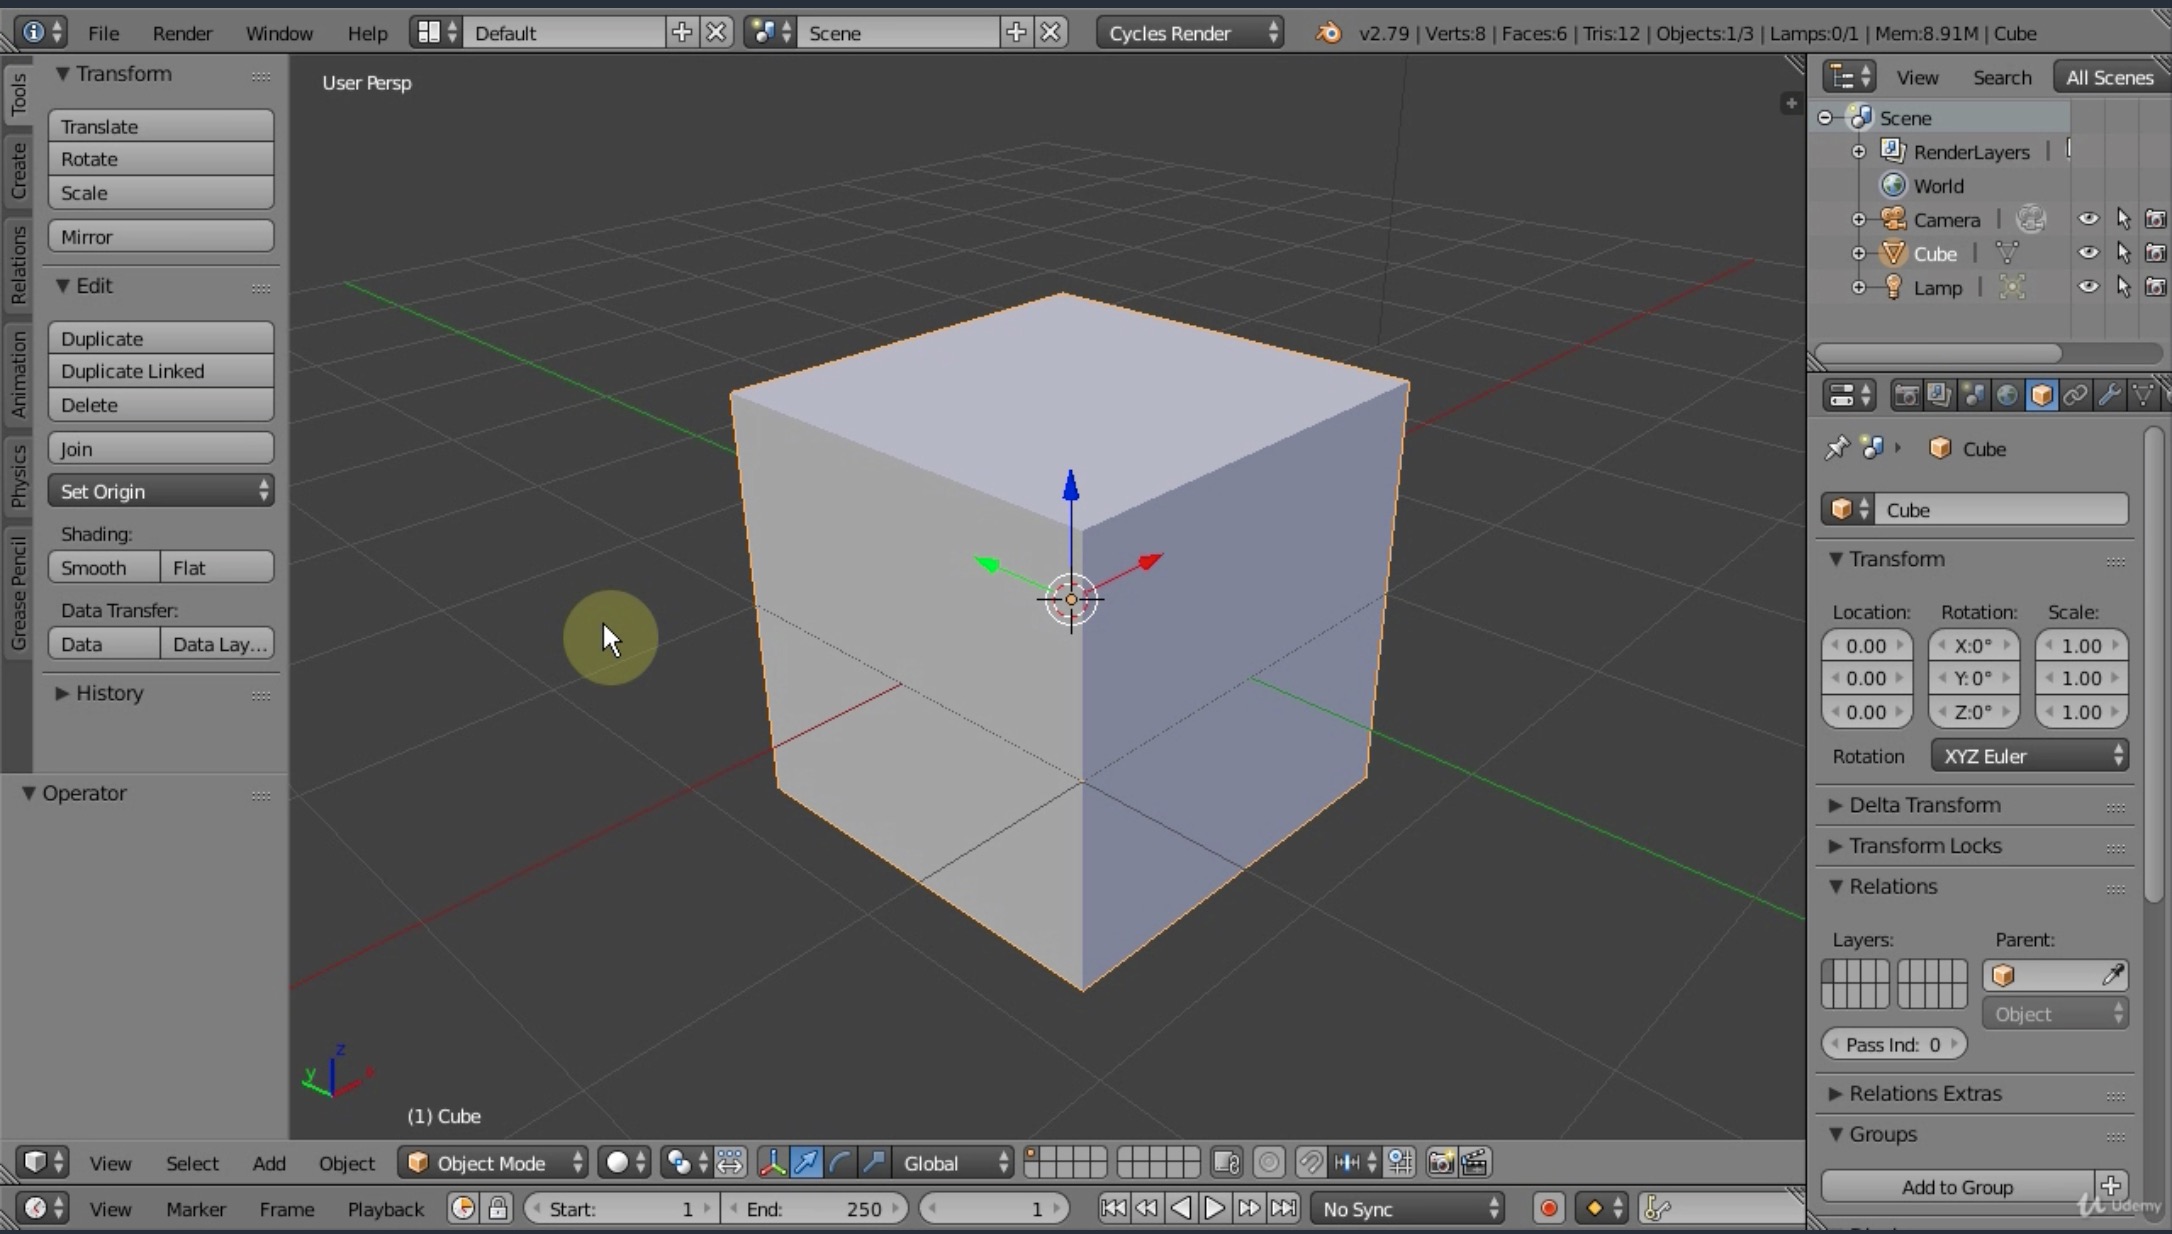 File Render Window Help Default Scene Cycles Render v2.79 | Verts:8 | Faces:6 | Tris:12 | Objects:1/3 | Lamps:0/1 | Mem:8.91M | Cube
Tools
Create
Relations
Animation
Physics
Grease Pencil
Transform
Translate
Rotate
Scale
Mirror
Edit
Duplicate
Duplicate Linked
Delete
Join
Set Origin
Shading:
Smooth Flat
Data Transfer:
Data Data Lay...
History
Operator
User Persp
z
y x
(1) Cube
View Search All Scenes
Scene
RenderLayers
World
Camera
Cube
Lamp
Cube
Cube
Transform
Location: Rotation: Scale:
0.00 X:0° 1.00
0.00 Y:0° 1.00
0.00 Z:0° 1.00
Rotation XYZ Euler
Delta Transform
Transform Locks
Relations
Layers: Parent:
Object
Pass Ind: 0
Relations Extras
Groups
Add to Group
View Select Add Object Object Mode Global
View Marker Frame Playback Start: 1 End: 250 1 No Sync
Udemy